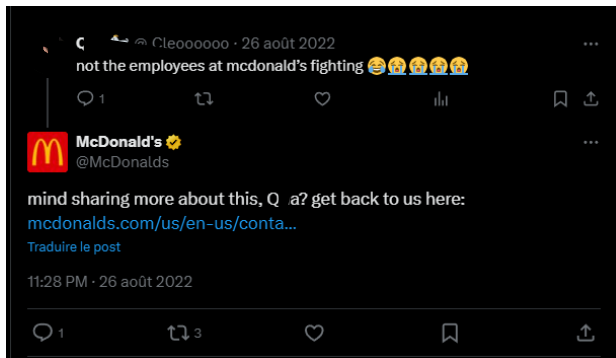 Q @ Cleoooooo · 26 août 2022
not the employees at mcdonald's fighting 😂😭😭😭😭
1
McDonald's
@McDonalds
mind sharing more about this, Q a? get back to us here:
mcdonalds.com/us/en-us/conta...
Traduire le post
11:28 PM · 26 août 2022
1 3